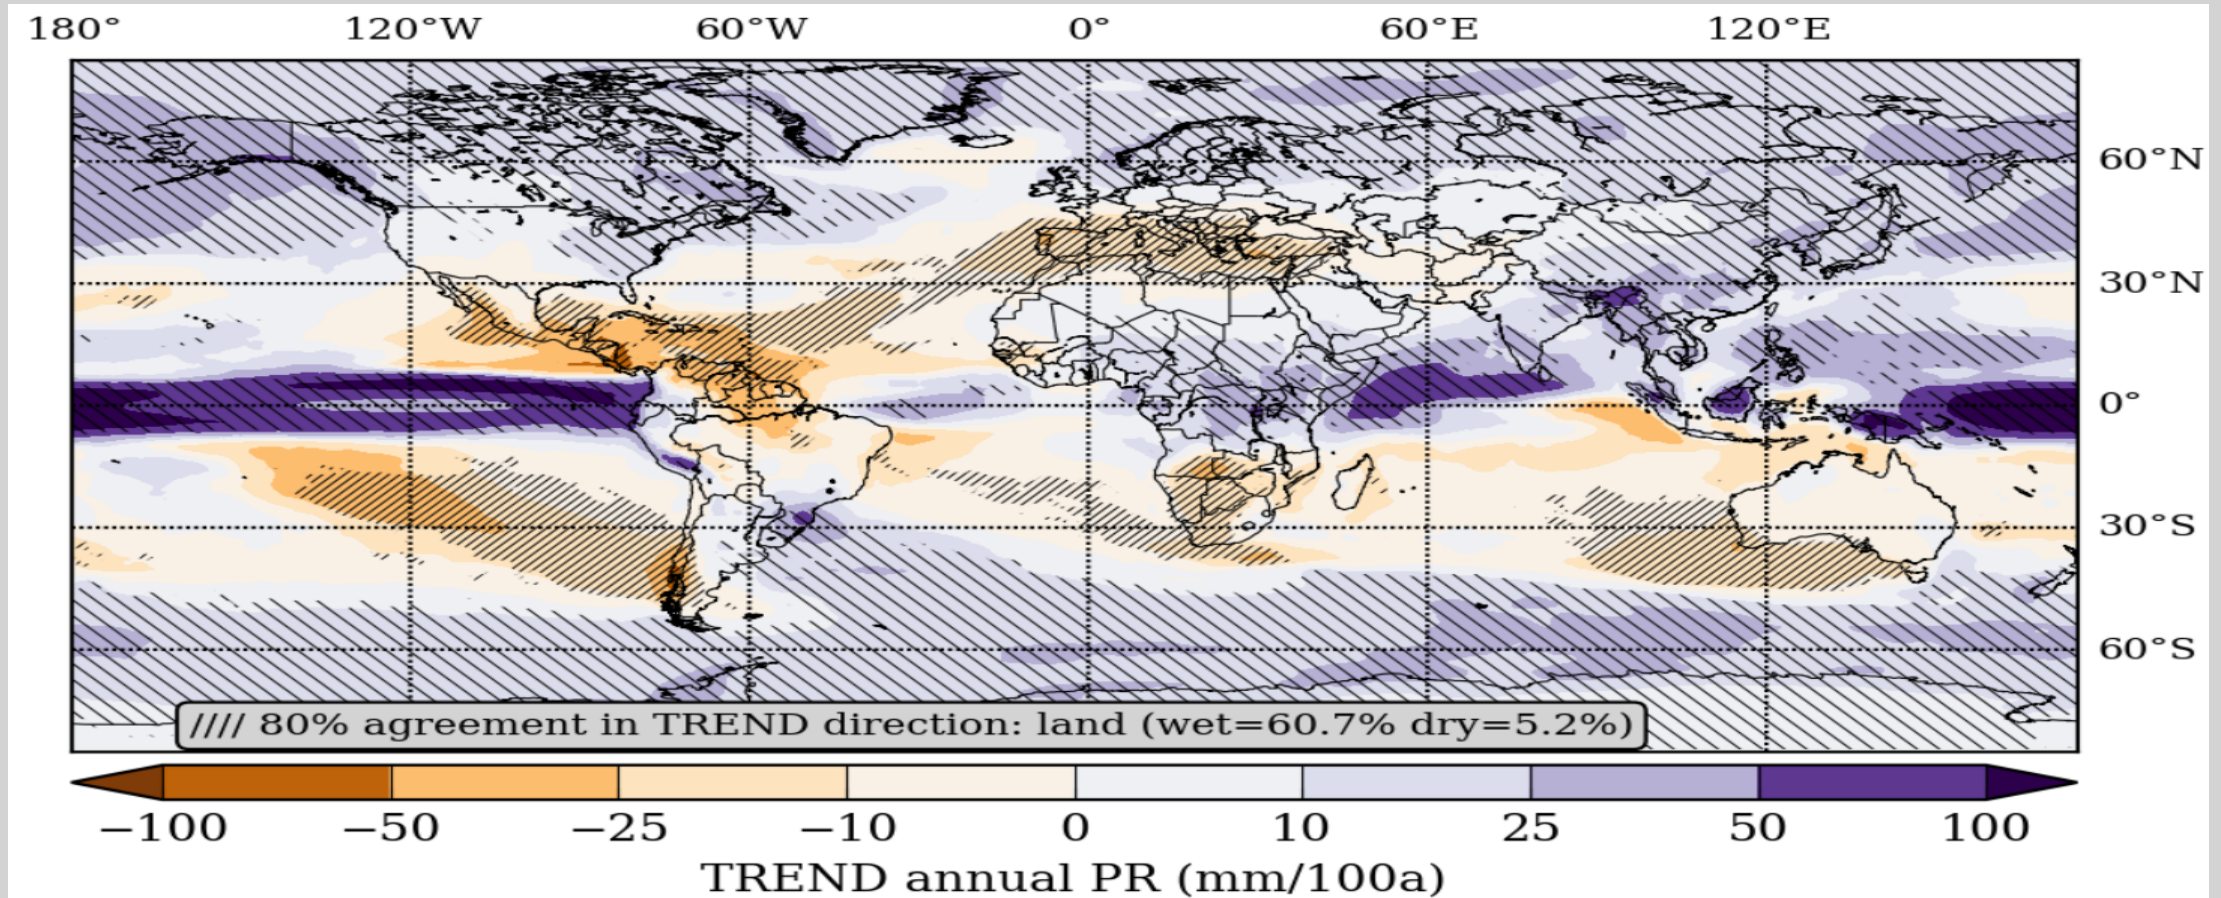 180° 120°W 60°W 0° 60°E 120°E
60°N
30°N
0°
30°S
60°S
//// 80% agreement in TREND direction: land (wet=60.7% dry=5.2%)
−100 −50 −25 −10 0 10 25 50 100
TREND annual PR (mm/100a)